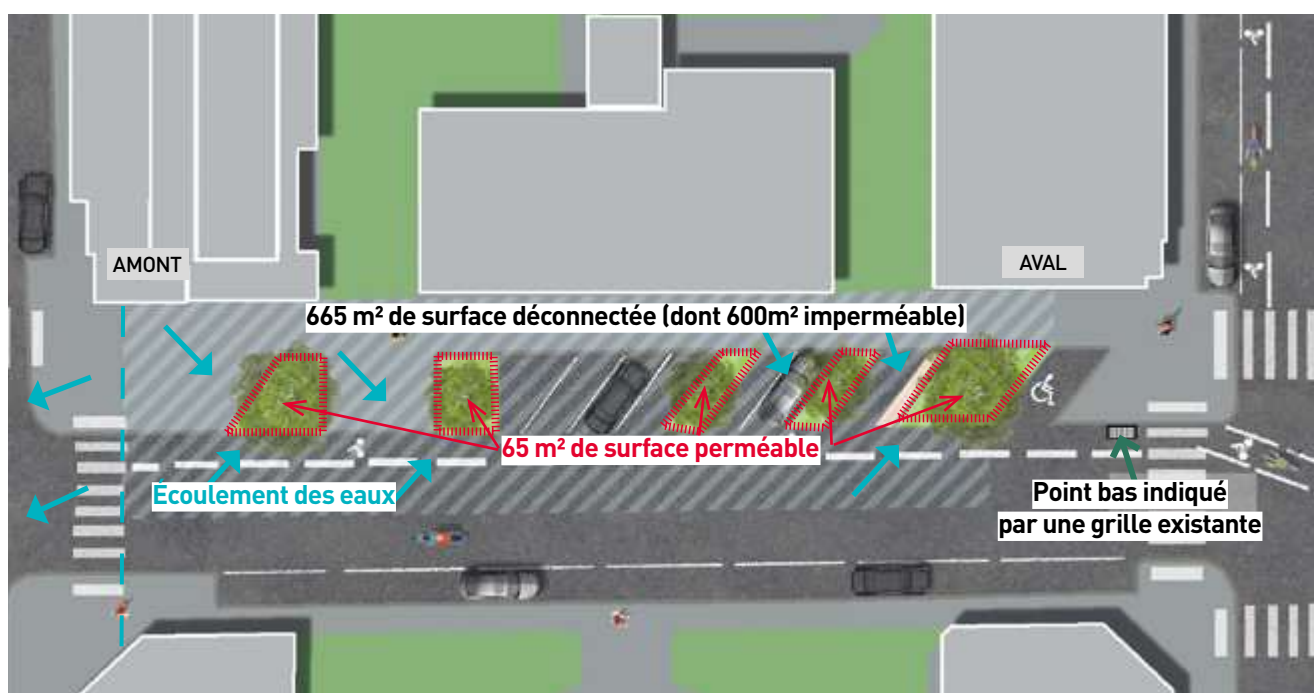 AMONT
AVAL
665 m² de surface déconnectée (dont 600m² imperméable)
65 m² de surface perméable
Écoulement des eaux
Point bas indiqué
par une grille existante